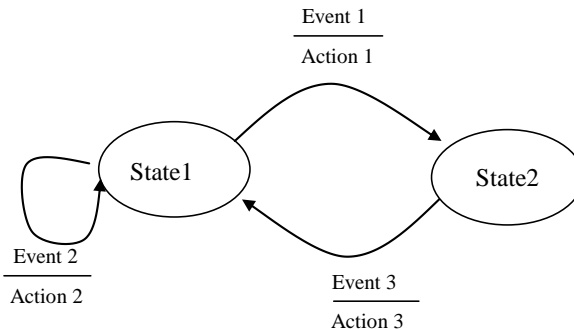 Event 1
Action 1
State1
State2
Event 2
Action 2
Event 3
Action 3